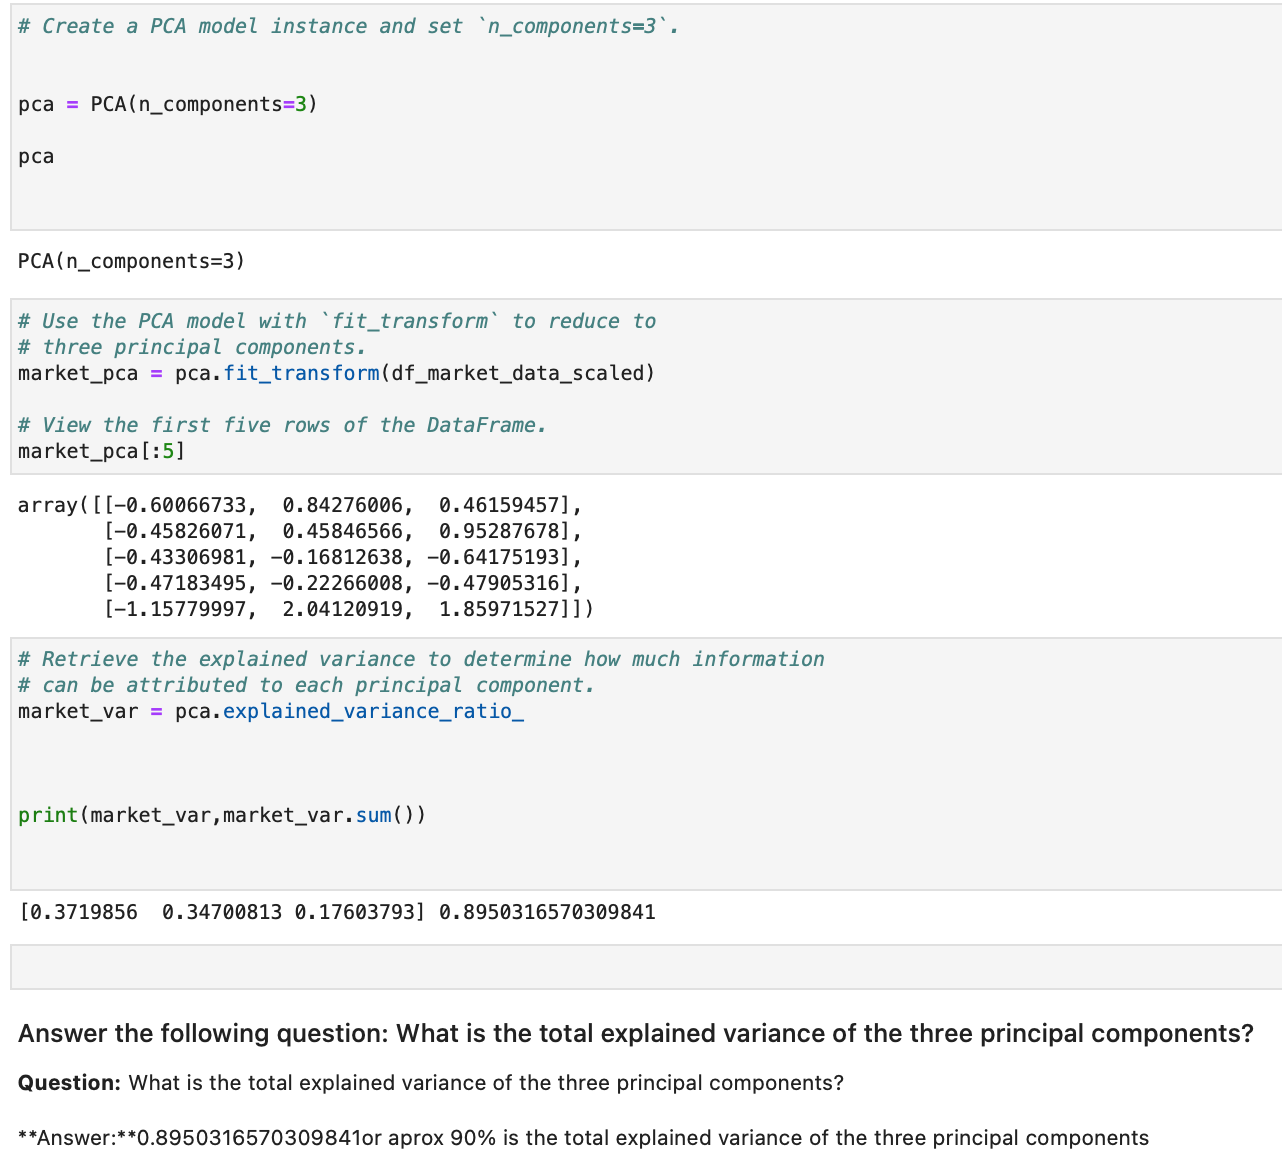 # Create a PCA model instance and set `n_components=3`.
pca = PCA(n_components=3)
pca
PCA(n_components=3)
# Use the PCA model with `fit_transform` to reduce to
# three principal components.
market_pca = pca.fit_transform(df_market_data_scaled)
# View the first five rows of the DataFrame.
market_pca[:5]
array([[-0.60066733,  0.84276006,  0.46159457],
       [-0.45826071,  0.45846566,  0.95287678],
       [-0.43306981, -0.16812638, -0.64175193],
       [-0.47183495, -0.22266008, -0.47905316],
       [-1.15779997,  2.04120919,  1.85971527]])
# Retrieve the explained variance to determine how much information
# can be attributed to each principal component.
market_var = pca.explained_variance_ratio_
print(market_var,market_var.sum())
[0.3719856  0.34700813 0.17603793] 0.8950316570309841
Answer the following question: What is the total explained variance of the three principal components?
Question: What is the total explained variance of the three principal components?
**Answer:**0.8950316570309841or aprox 90% is the total explained variance of the three principal components